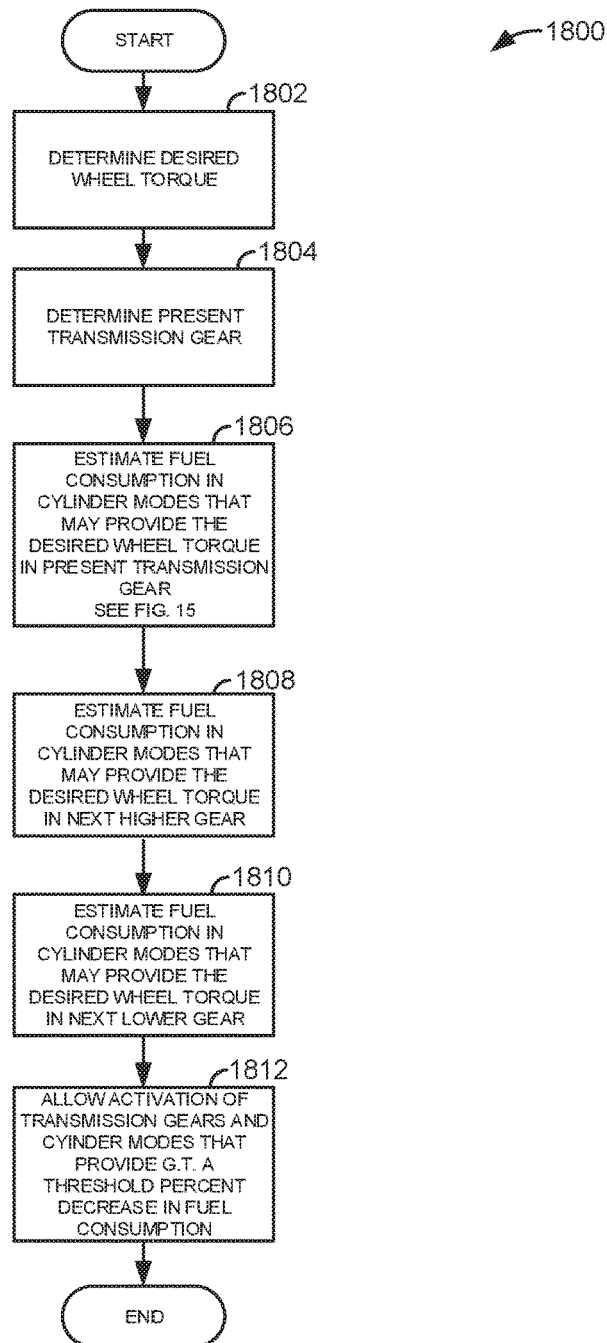 START
1800
1802
DETERMINE DESIRED
WHEEL TORQUE
1804
DETERMINE PRESENT
TRANSMISSION GEAR
1806
ESTIMATE FUEL
CONSUMPTION IN
CYLINDER MODES THAT
MAY PROVIDE THE
DESIRED WHEEL TORQUE
IN PRESENT TRANSMISSION
GEAR
SEE FIG. 15
1808
ESTIMATE FUEL
CONSUMPTION IN
CYLINDER MODES THAT
MAY PROVIDE THE
DESIRED WHEEL TORQUE
IN NEXT HIGHER GEAR
1810
ESTIMATE FUEL
CONSUMPTION IN
CYLINDER MODES THAT
MAY PROVIDE THE
DESIRED WHEEL TORQUE
IN NEXT LOWER GEAR
1812
ALLOW ACTIVATION OF
TRANSMISSION GEARS AND
CYINDER MODES THAT
PROVIDE G.T. A
THRESHOLD PERCENT
DECREASE IN FUEL
CONSUMPTION
END